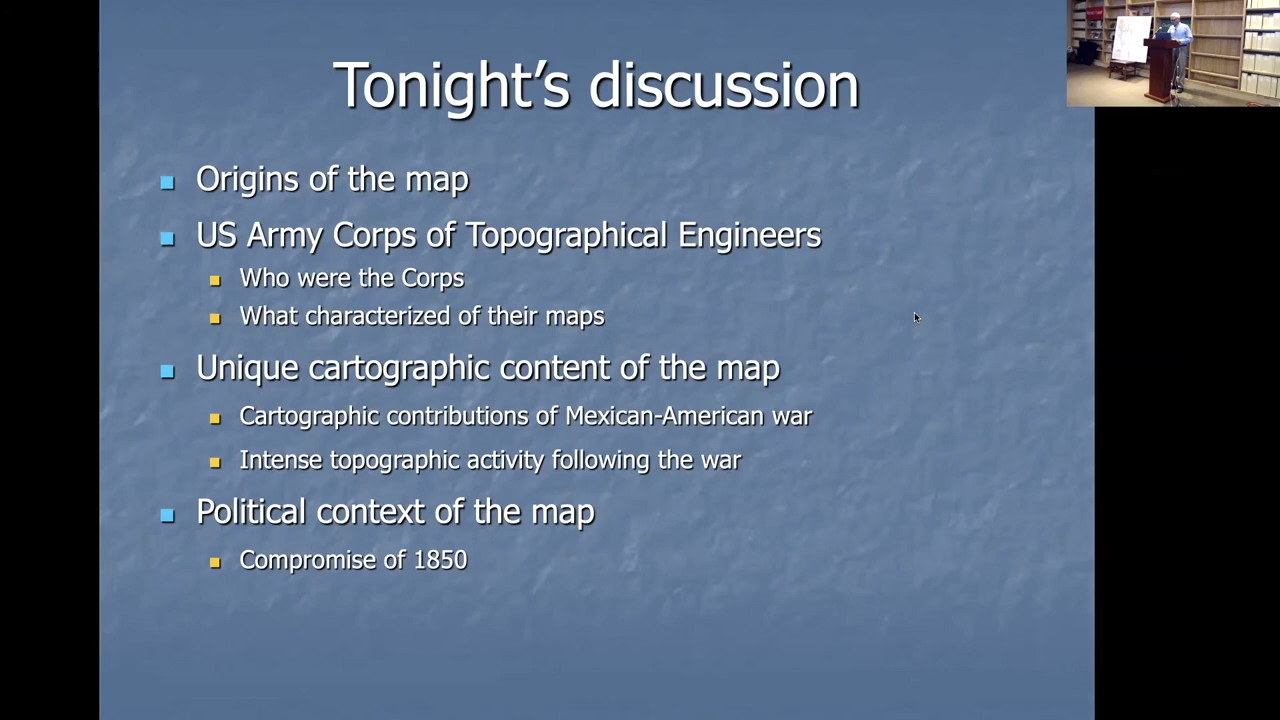 Tonight’s discussion
Origins of the map
US Army Corps of Topographical Engineers
Who were the Corps
What characterized of their maps
Unique cartographic content of the map
Cartographic contributions of Mexican-American war
Intense topographic activity following the war
Political context of the map
Compromise of 1850